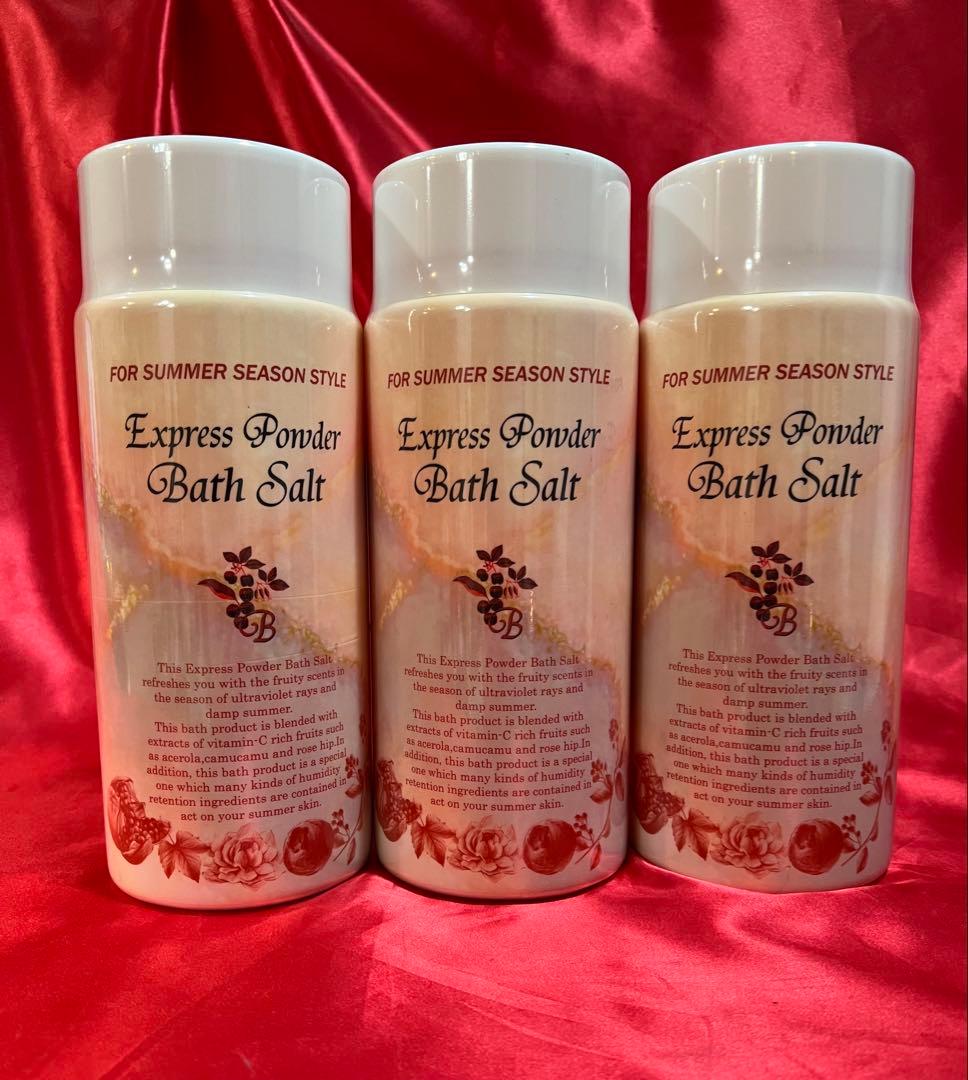 FOR SUMMER SEASON STYLE
Express Powder
Bath Salt
B
This Express Powder Bath Salt
refreshes you with the fruity scents in
the season of ultraviolet rays and
damp summer.
This bath product is blended with
extracts of vitamin-C rich fruits such
as acerola,camucamu and rose hip.In
addition, this bath product is a special
one which many kinds of humidity
retention ingredients are contained in
act on your summer skin.
FOR SUMMER SEASON STYLE
Express Powder
Bath Salt
B
This Express Powder Bath Salt
refreshes you with the fruity scents in
the season of ultraviolet rays and
damp summer.
This bath product is blended with
extracts of vitamin-C rich fruits such
as acerola,camucamu and rose hip.In
addition, this bath product is a special
one which many kinds of humidity
retention ingredients are contained in
act on your summer skin.
FOR SUMMER SEASON STYLE
Express Powder
Bath Salt
B
This Express Powder Bath Salt
refreshes you with the fruity scents in
the season of ultraviolet rays and
damp summer.
This bath product is blended with
extracts of vitamin-C rich fruits such
as acerola,camucamu and rose hip.In
addition, this bath product is a special
one which many kinds of humidity
retention ingredients are contained in
act on your summer skin.